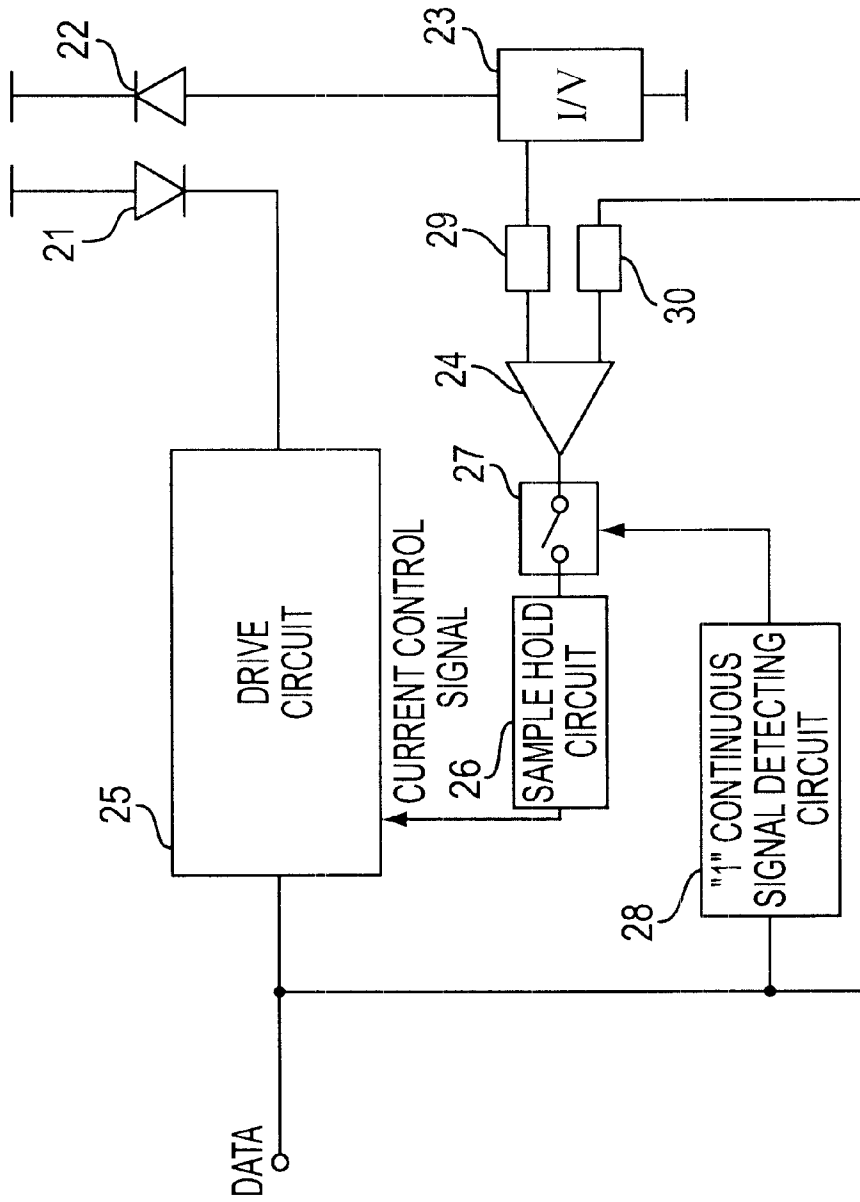 22
21
23
I/V
29
30
24
27
25
DRIVE
CIRCUIT
CURRENT CONTROL
SIGNAL
26
SAMPLE HOLD
CIRCUIT
28
"1" CONTINUOUS
SIGNAL DETECTING
CIRCUIT
DATA